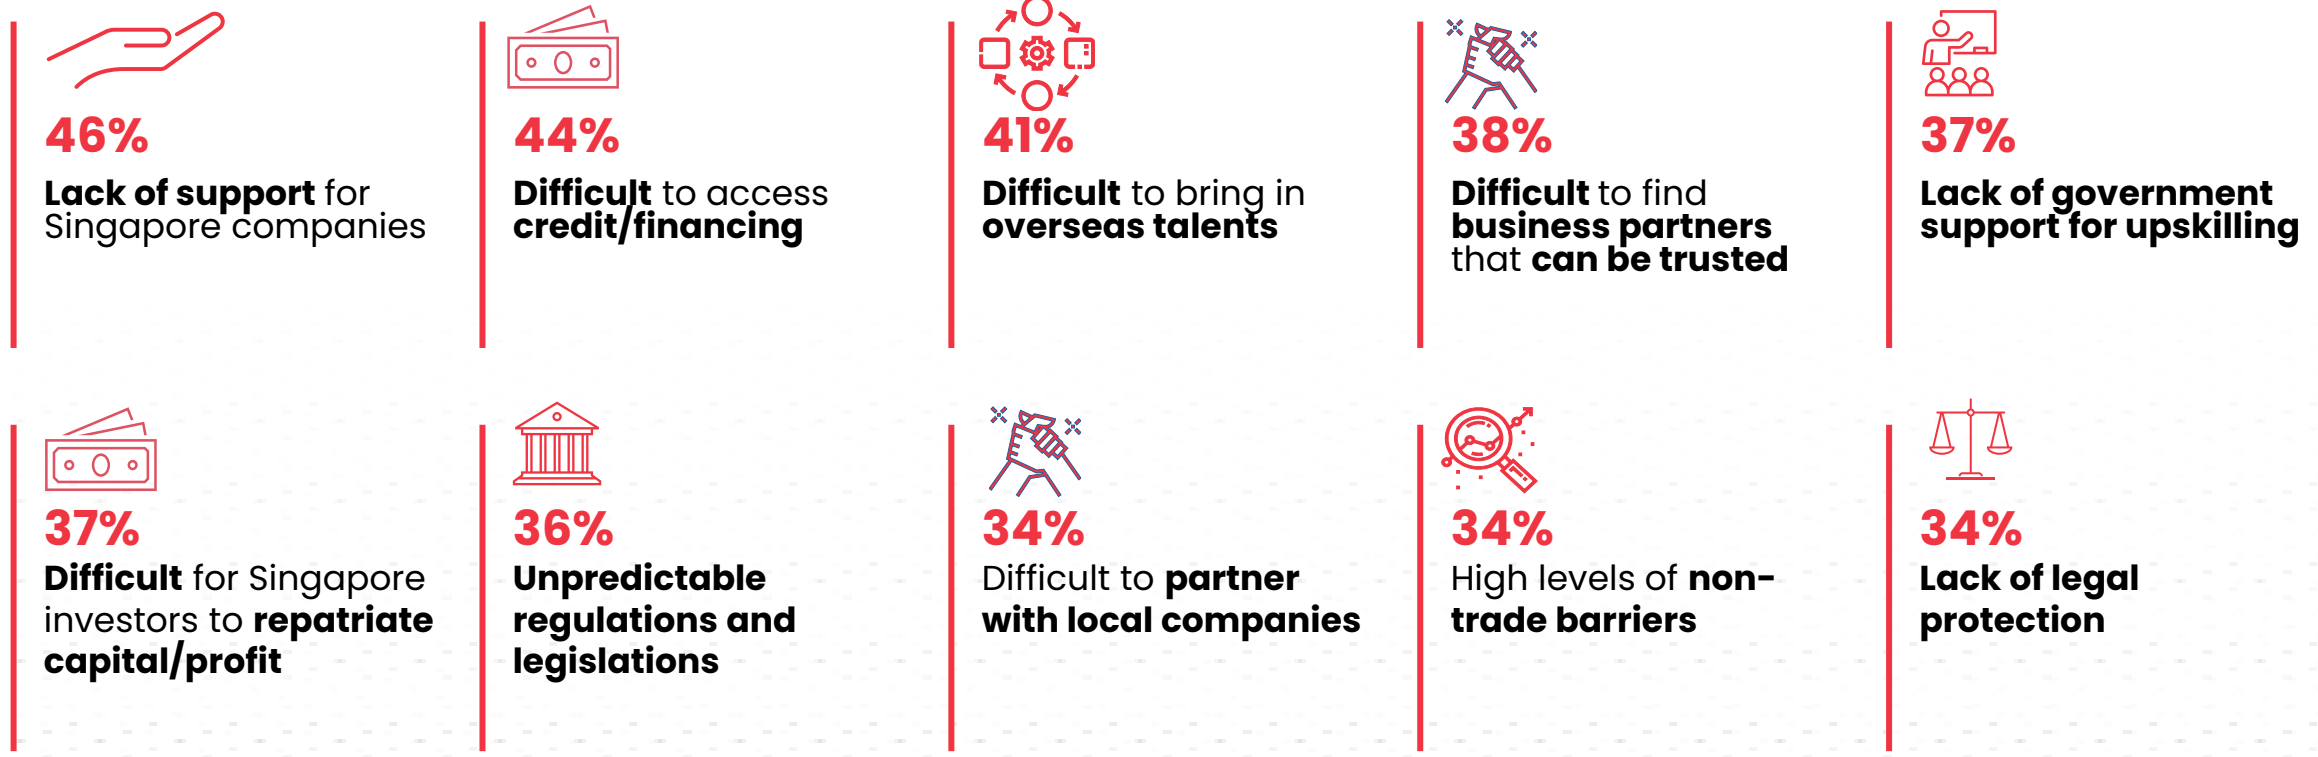 46%
Lack of support for
Singapore companies
44%
Difficult to access
credit/financing
41%
Difficult to bring in
overseas talents
38%
Difficult to find
business partners
that can be trusted
37%
Lack of government
support for upskilling
37%
Difficult for Singapore
investors to repatriate
capital/profit
36%
Unpredictable
regulations and
legislations
34%
Difficult to partner
with local companies
34%
High levels of non-
trade barriers
34%
Lack of legal
protection